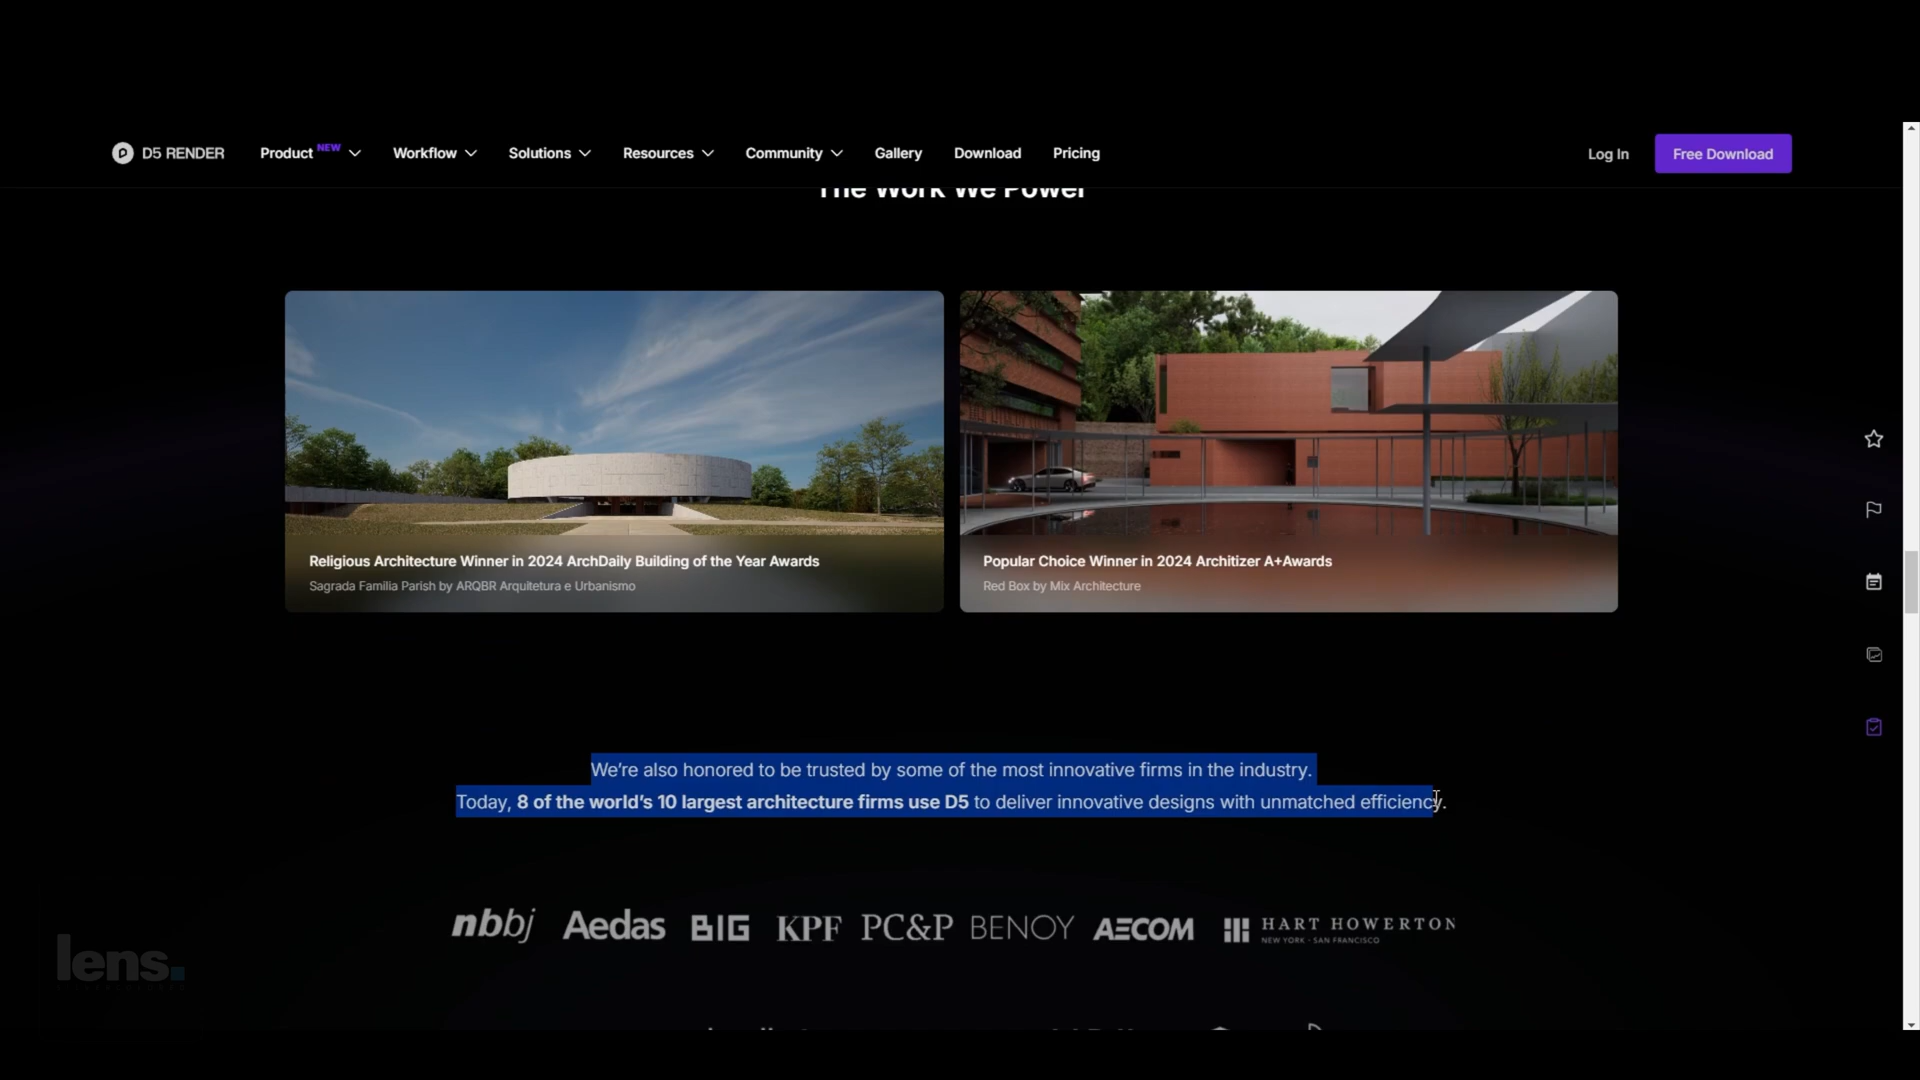 D5 RENDER Product NEW Workflow Solutions Resources Community Gallery Download Pricing Log In Free Download
The Work We Power
Religious Architecture Winner in 2024 ArchDaily Building of the Year Awards
Sagrada Familia Parish by ARQBR Arquitetura e Urbanismo
Popular Choice Winner in 2024 Architizer A+Awards
Red Box by Mix Architecture
We're also honored to be trusted by some of the most innovative firms in the industry.
Today, 8 of the world's 10 largest architecture firms use D5 to deliver innovative designs with unmatched efficiency.
nbbj Aedas BIG KPF PC&P BENOY AECOM HART HOWERTON
NEW YORK · SAN FRANCISCO
lens.